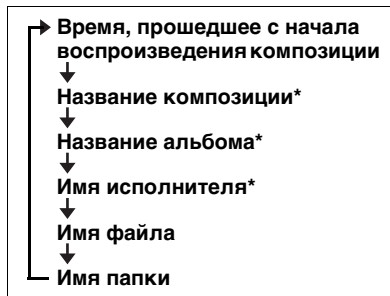 Время, прошедшее с начала
воспроизведения композиции
Название композиции*
Название альбома*
Имя исполнителя*
Имя файла
Имя папки